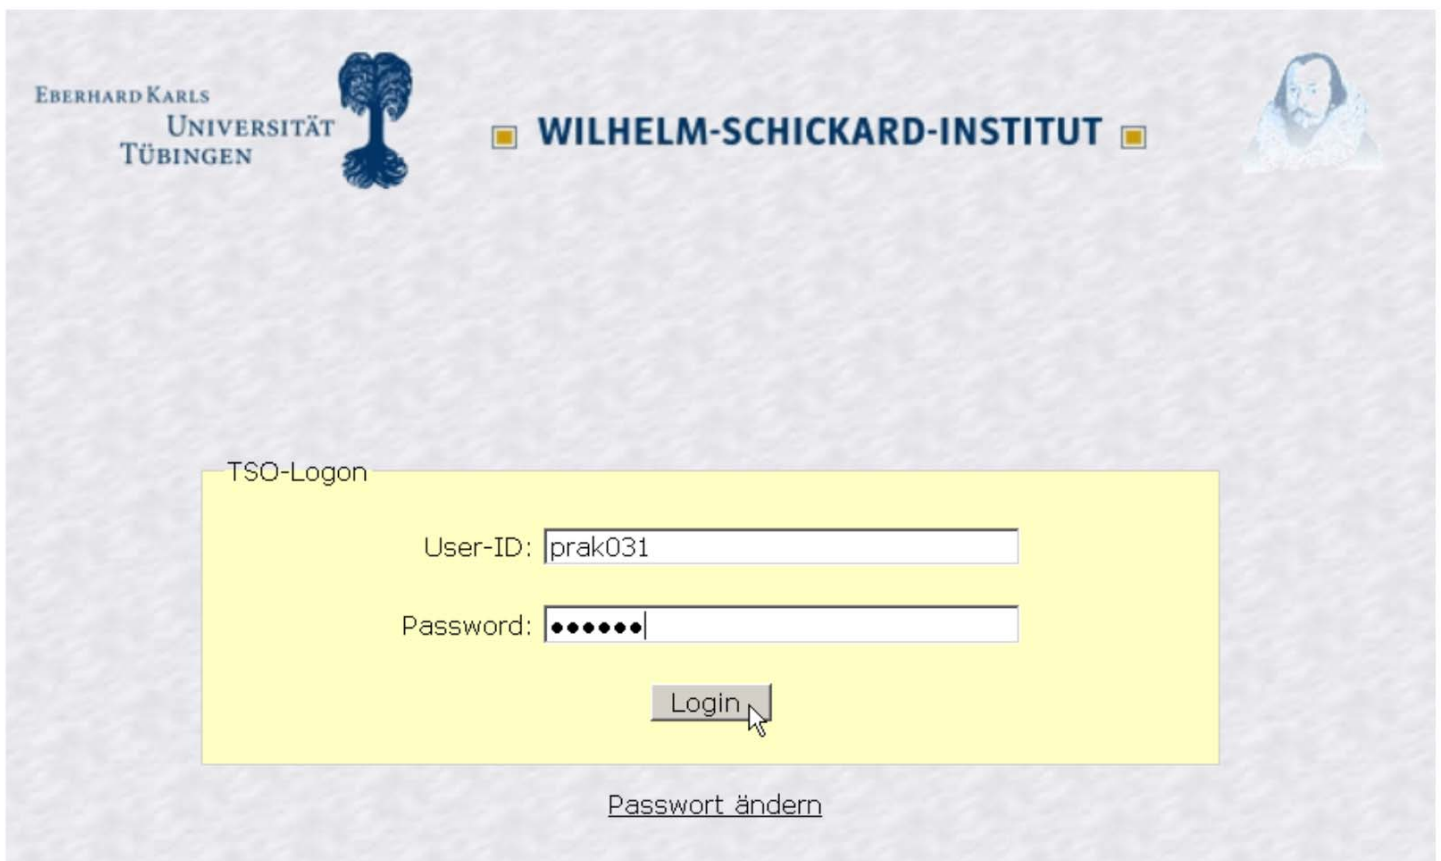 EBERHARD KARLS
UNIVERSITÄT
TÜBINGEN
WILHELM-SCHICKARD-INSTITUT
TSO-Logon
User-ID: prak031
Password: ●●●●●●
Login
Passwort ändern